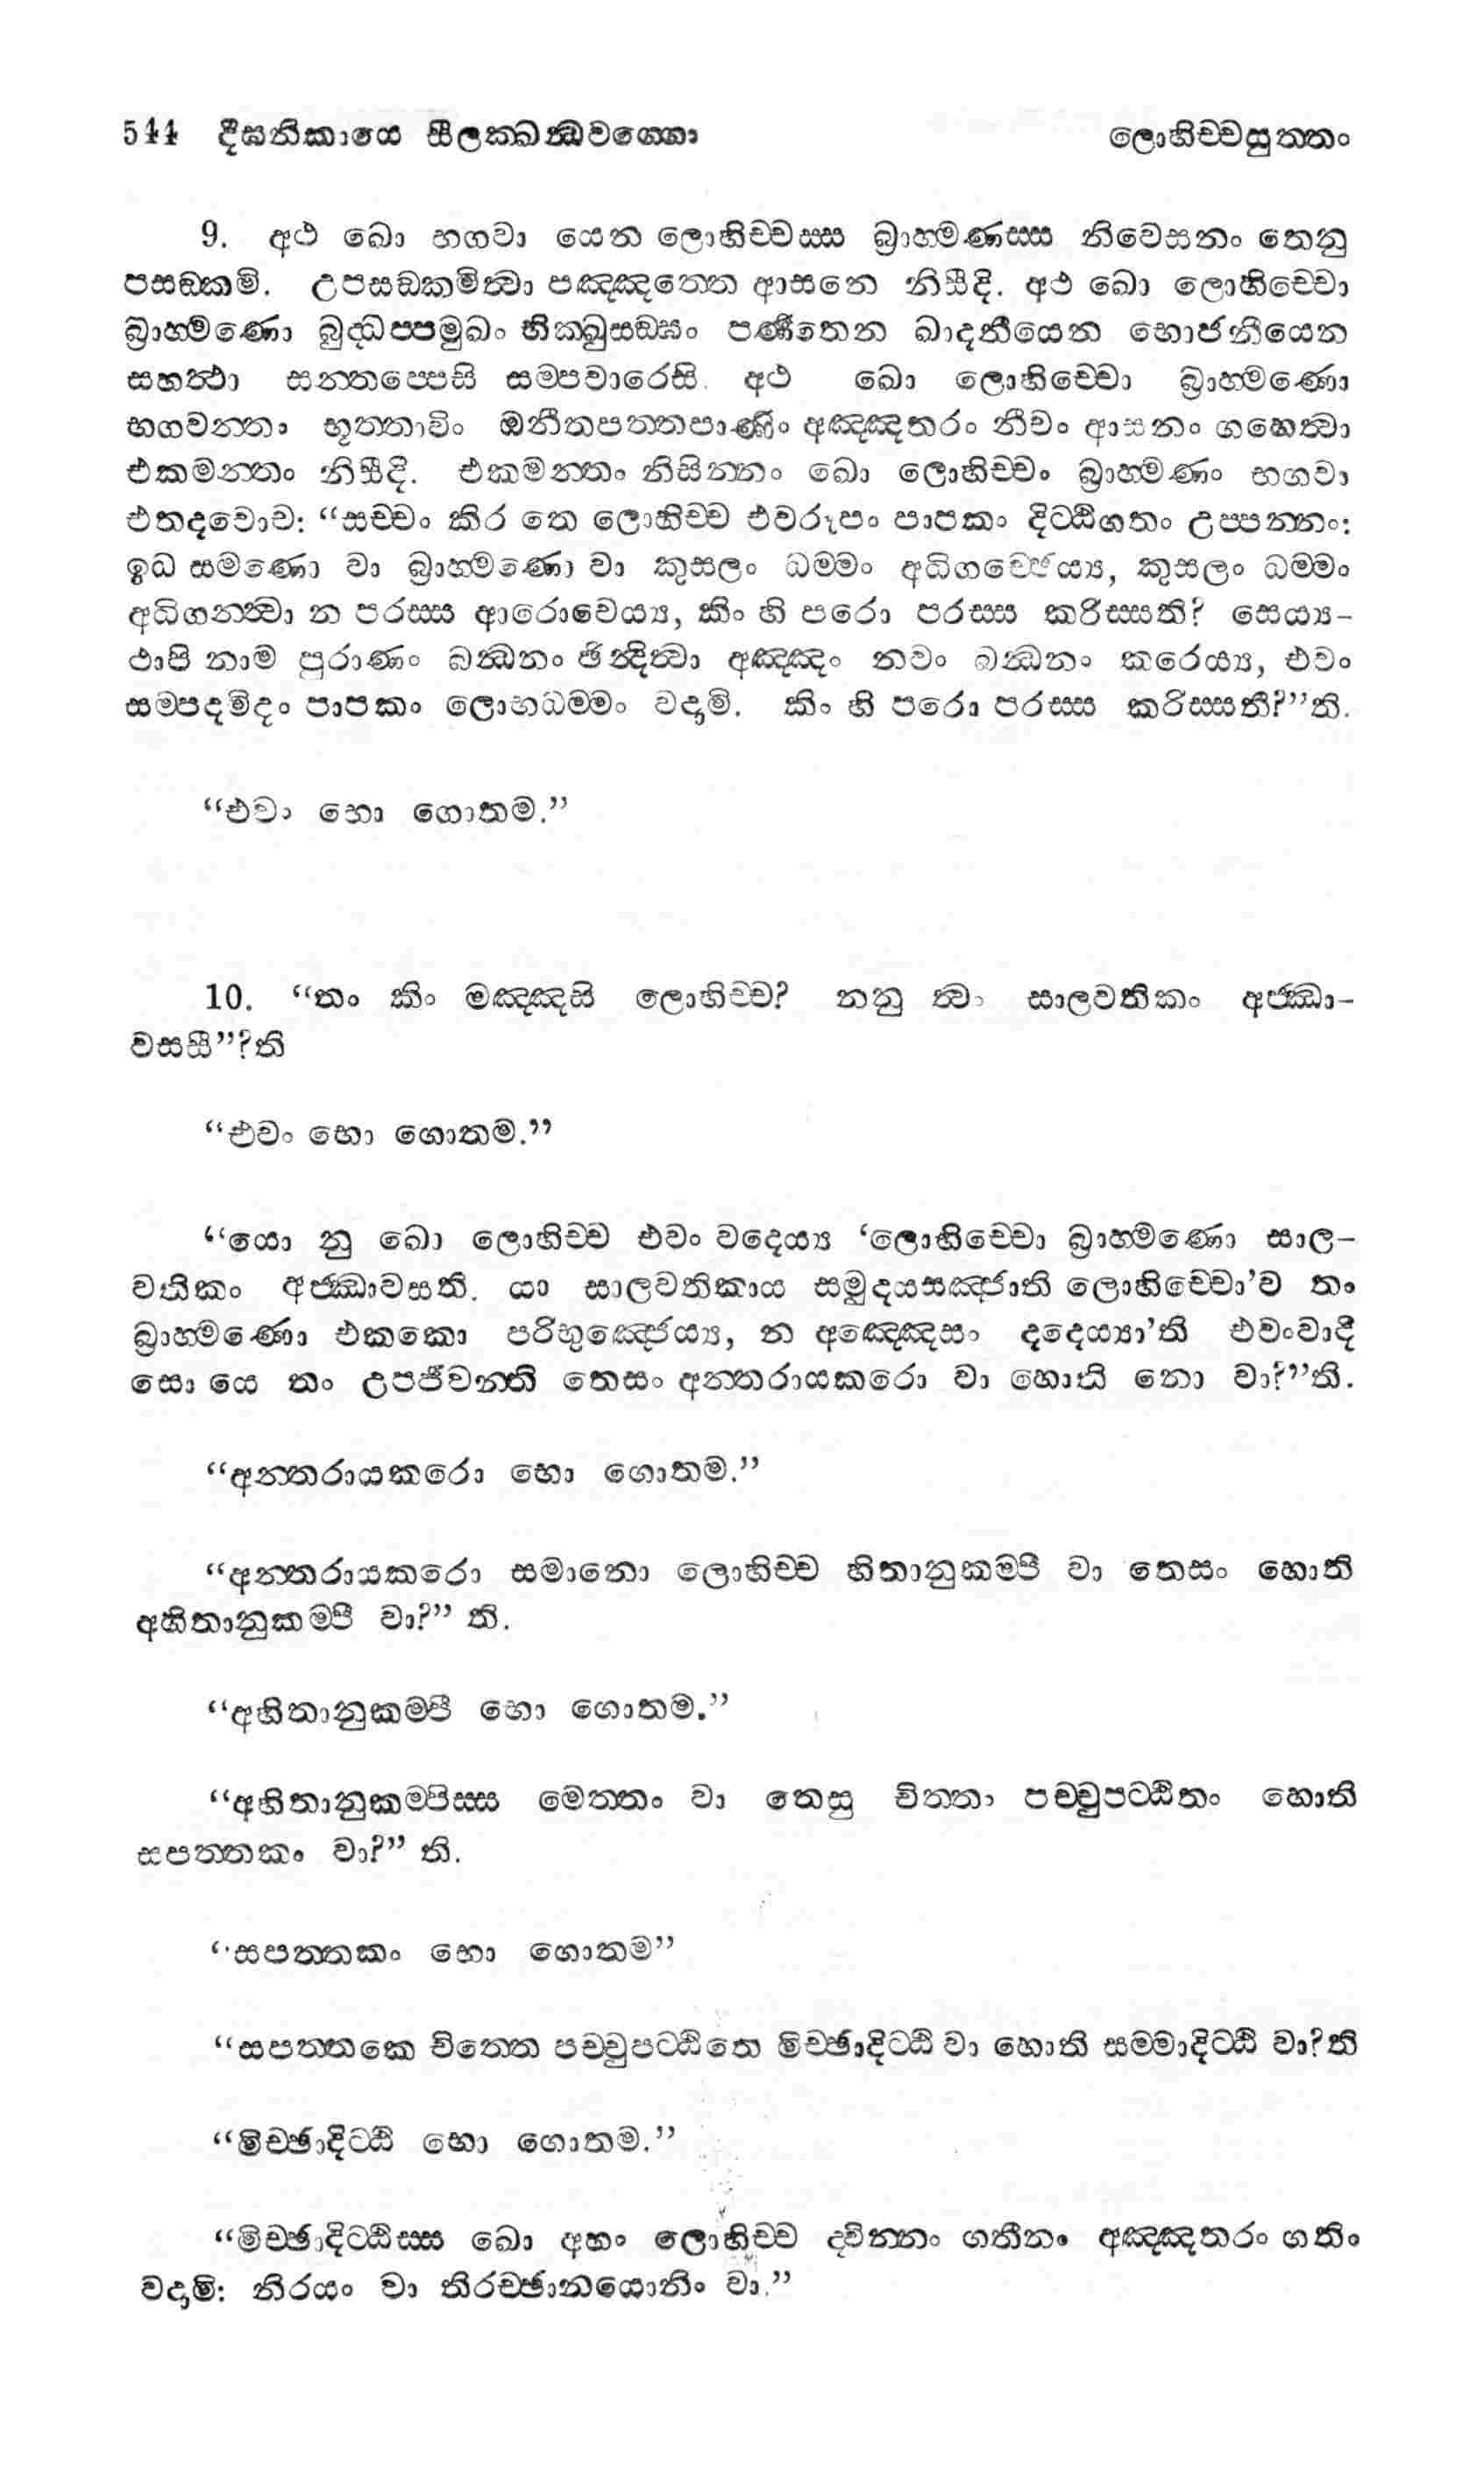 544 දීඝනිකායෙ සීලක්ඛන්ධවග්ගො ලොහිච්චසුත්තං
9. අථ ඛො භගවා යෙන ලොහිච්චස්ස බ්‍රාහ්මණස්ස නිවෙසනං තෙනු
පසඞ්කමි. උපසඞ්කමිත්‍වා පඤ්ඤත්තෙ ආසනෙ නිසීදි. අථ ඛො ලොහිච්චො
බ්‍රාහ්මණො බුද්ධප්පමුඛං භික්ඛුසඞ්ඝං පණීතෙන ඛාදනීයෙන භොජනීයෙන
සහත්‍ථා සන්තප්පෙසි සම්පවාරෙසි. අථ ඛො ලොහිච්චො බ්‍රාහ්මණො
භගවන්තං භුත්තාවිං ඔනීතපත්තපාණිං අඤ්ඤතරං නීචං ආසනං ගහෙත්‍වා
එකමන්තං නිසීදි. එකමන්තං නිසින්නං ඛො ලොහිච්චං බ්‍රාහ්මණං භගවා
එතදවොච: “සච්චං කිර තෙ ලොහිච්ච එවරූපං පාපකං දිට්ඨිගතං උප්පන්නං:
ඉධ සමණො වා බ්‍රාහ්මණො වා කුසලං ධම්මං අධිගච්ඡෙය්‍ය, කුසලං ධම්මං
අධිගන්ත්‍වා න පරස්ස ආරොචෙය්‍ය, කිං හි පරො පරස්ස කරිස්සති? සෙය්‍ය-
ථාපි නාම පුරාණං බන්ධනං ඡින්දිත්‍වා අඤ්ඤං නවං බන්ධනං කරෙය්‍ය, එවං
සම්පදමිදං පාපකං ලොභධම්මං වදාමි. කිං හි පරො පරස්ස කරිස්සතී?”ති.
“එවං භො ගොතම.”
10. “තං කිං මඤ්ඤසි ලොහිච්ච? නනු ත්‍වං සාලවතිකං අජ්ඣා-
වසසී”?ති
“එවං භො ගොතම.”
“යො නු ඛො ලොහිච්ච එවං වදෙය්‍ය ‘ලොහිච්චො බ්‍රාහ්මණො සාල-
වතිකං අජ්ඣාවසති. යා සාලවතිකාය සමුදයසඤ්ජාති ලොහිච්චො’ව තං
බ්‍රාහ්මණො එකකො පරිභුඤ්ජෙය්‍ය, න අඤ්ඤෙසං දදෙය්‍යා’ති එවංවාදී
සො යෙ තං උපජීවන්ති තෙසං අන්තරායකරො වා හොති නො වා?”ති.
“අන්තරායකරො භො ගොතම.”
“අන්තරායකරො සමානො ලොහිච්ච හිතානුකම්පී වා තෙසං හොති
අහිතානුකම්පී වා?” ති.
“අහිතානුකම්පී භො ගොතම.”
“අහිතානුකම්පිස්ස මෙත්තං වා තෙසු චිත්තං පච්චුපට්ඨිතං හොති
සපත්තකං වා?” ති.
“සපත්තකං භො ගොතම”
“සපත්තකෙ චිත්තෙ පච්චුපට්ඨිතෙ මිච්ඡාදිට්ඨි වා හොති සම්මාදිට්ඨි වා?ති
“මිච්ඡාදිට්ඨි භො ගොතම.”
“මිච්ඡාදිට්ඨිස්ස ඛො අහං ලොහිච්ච ද්‍වින්නං ගතීනං අඤ්ඤතරං ගතිං
වදාමි: නිරයං වා තිරච්ඡානයොනිං වා.”